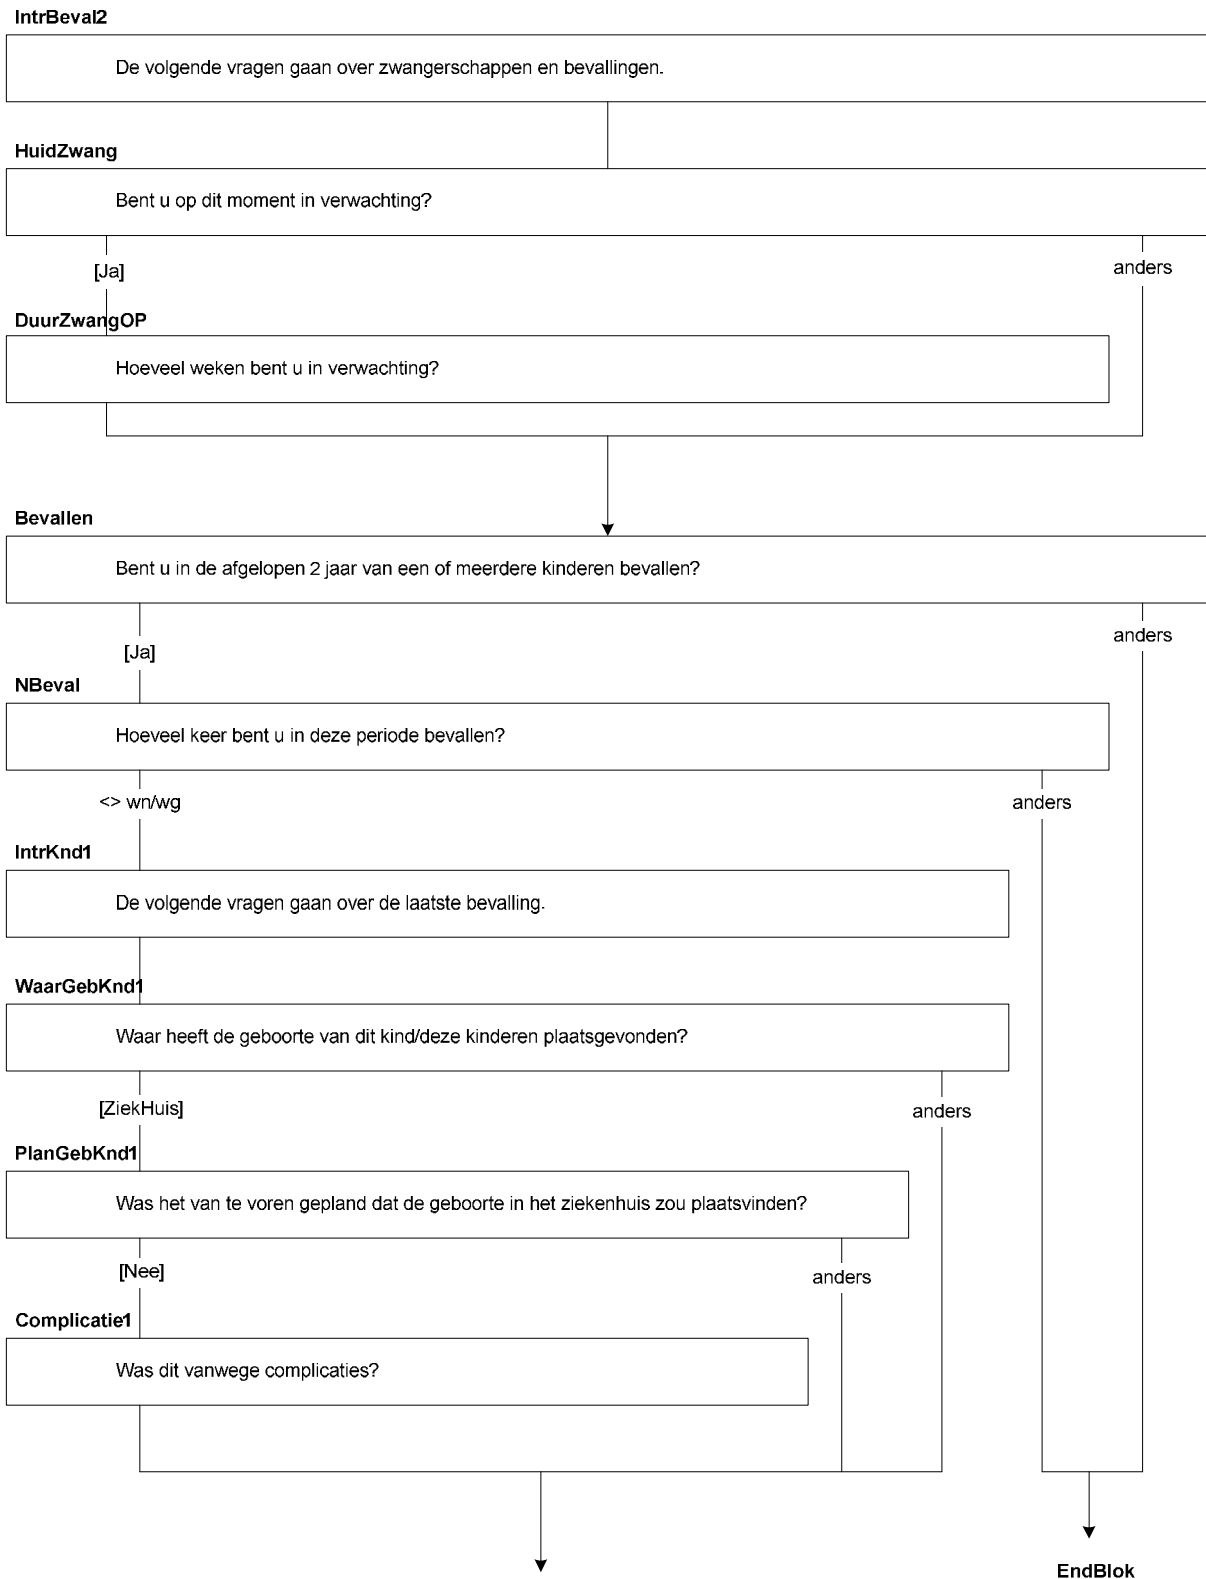 IntrBeval2
De volgende vragen gaan over zwangerschappen en bevallingen.
HuidZwang
Bent u op dit moment in verwachting?
[Ja]
anders
DuurZwangOP
Hoeveel weken bent u in verwachting?
Bevallen
Bent u in de afgelopen 2 jaar van een of meerdere kinderen bevallen?
anders
[Ja]
NBeval
Hoeveel keer bent u in deze periode bevallen?
<> wn/wg
anders
IntrKnd1
De volgende vragen gaan over de laatste bevalling.
WaarGebKnd1
Waar heeft de geboorte van dit kind/deze kinderen plaatsgevonden?
[ZiekHuis]
anders
PlanGebKnd1
Was het van te voren gepland dat de geboorte in het ziekenhuis zou plaatsvinden?
[Nee]
anders
Complicatie1
Was dit vanwege complicaties?
EndBlok